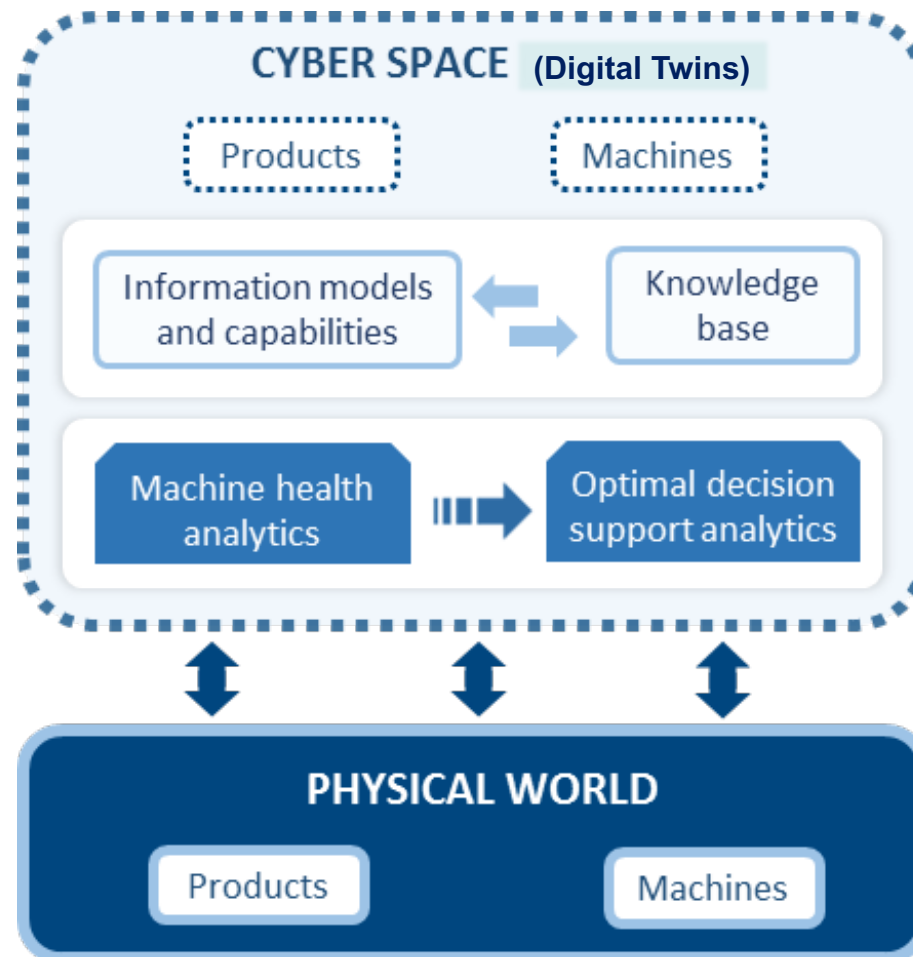 CYBER SPACE (Digital Twins)
Products
Machines
Information models
and capabilities
Knowledge
base
Machine health
analytics
Optimal decision
support analytics
PHYSICAL WORLD
Products
Machines